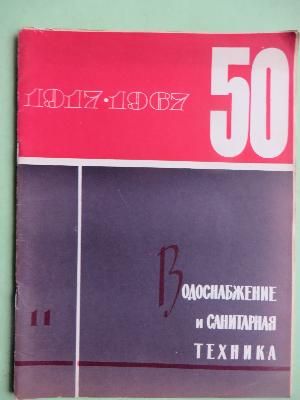 50
1917·1967
Водоснабжение
и санитарная
техника
11